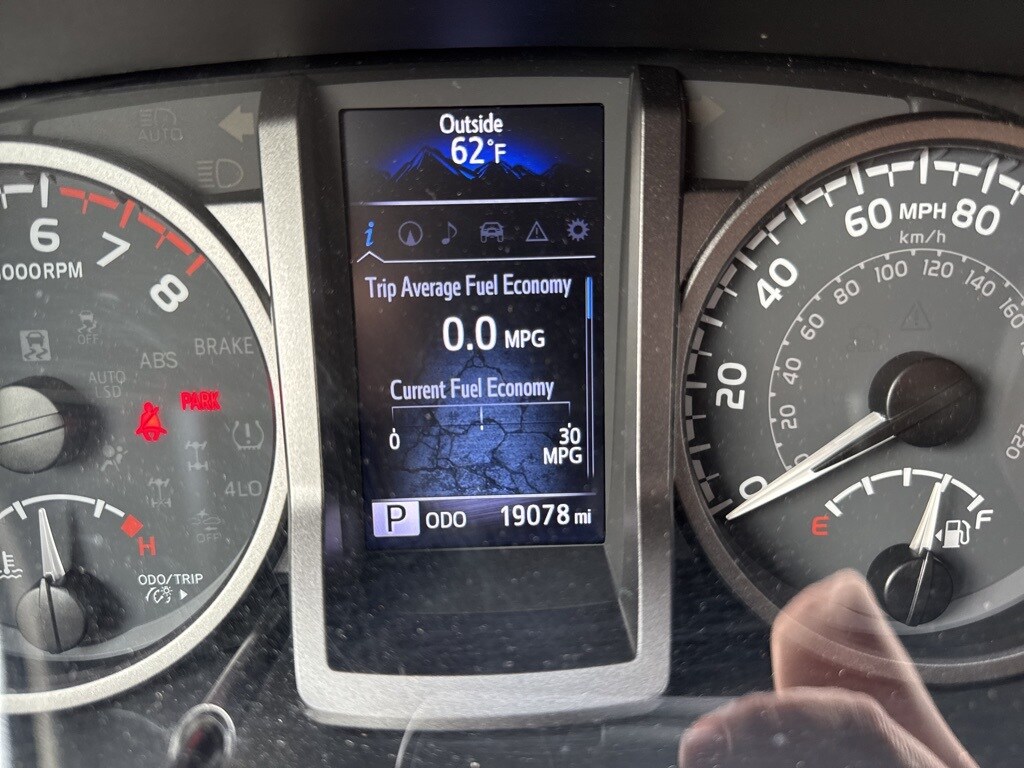 AUTO
6
7
8
1000RPM
OFF
ABS
BRAKE
AUTO
LSD
PARK
4LO
OFF
H
ODO/TRIP
Outside
62°F
i
Trip Average Fuel Economy
0.0 MPG
Current Fuel Economy
0
30
MPG
P ODO 19078 mi
0
20
40
60 MPH 80
km/h
20
40
60
80
100
120
140
160
E
F